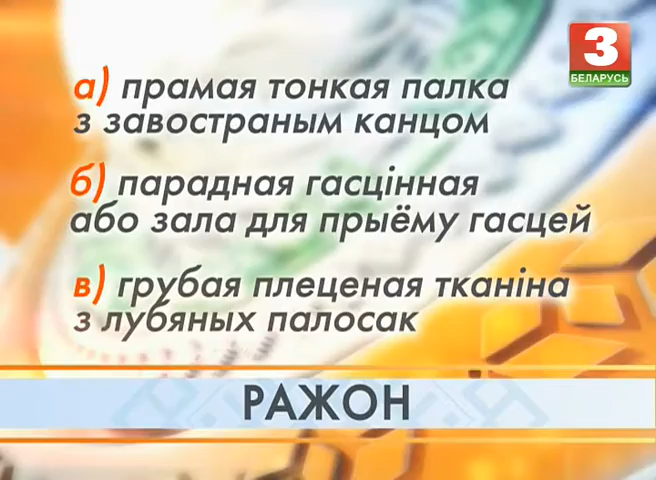 3
БЕЛАРУСЬ
а) прамая тонкая палка
з завостраным канцом
б) парадная гасцінная
або зала для прыёму гасцей
в) грубая плеценая тканіна
з лубяных палосак
РАЖОН